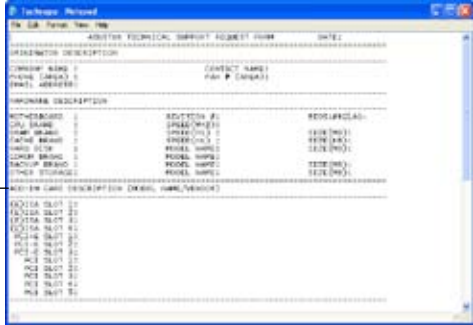 Technopo - Notepad
File Edit Format View Help
ASUSTEK TECHNICAL SUPPORT REQUEST FORM DATE:
ORIGINATOR DESCRIPTION
COMPANY NAME : CONTACT NAME:
PHONE (AREA) : FAX # (AREA):
EMAIL ADDRESS:
HARDWARE DESCRIPTION
MOTHERBOARD : REVISION #: BIOS:
CPU BRAND : SPEED(MHZ):
DRAM BRAND : SPEED(NS) : SIZE(MB):
CACHE BRAND : SPEED(NS) : SIZE(KB):
HARD DISK : MODEL NAME: SIZE(MB):
CDROM BRAND : MODEL NAME:
BACKUP BRAND : MODEL NAME: SIZE(MB):
OTHER STORAGE: MODEL NAME: SIZE(MB):
ADD-ON CARD DESCRIPTION (MODEL NAME/VENDOR)
(E)ISA SLOT 1:
(E)ISA SLOT 2:
(E)ISA SLOT 3:
(E)ISA SLOT 4:
PCI-E SLOT 1:
PCI-E SLOT 2:
PCI-E SLOT 3:
PCI SLOT 1:
PCI SLOT 2:
PCI SLOT 3:
PCI SLOT 4:
PCI SLOT 5: